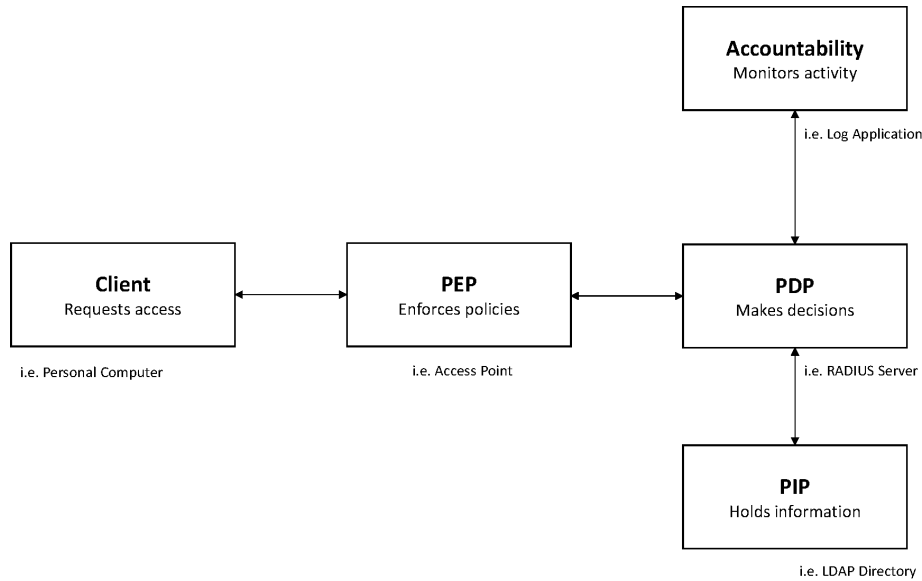 Accountability
Monitors activity
i.e. Log Application
Client
Requests access
i.e. Personal Computer
PEP
Enforces policies
i.e. Access Point
PDP
Makes decisions
i.e. RADIUS Server
PIP
Holds information
i.e. LDAP Directory